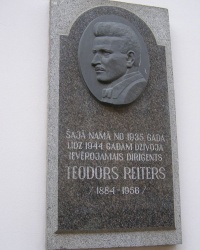 ŠAJĀ NAMĀ NO 1935. GADA
LĪDZ 1944. GADAM DZĪVOJA
IEVĒROJAMAIS DIRIĢENTS
TEODORS REITERS
/ 1884 - 1956 /